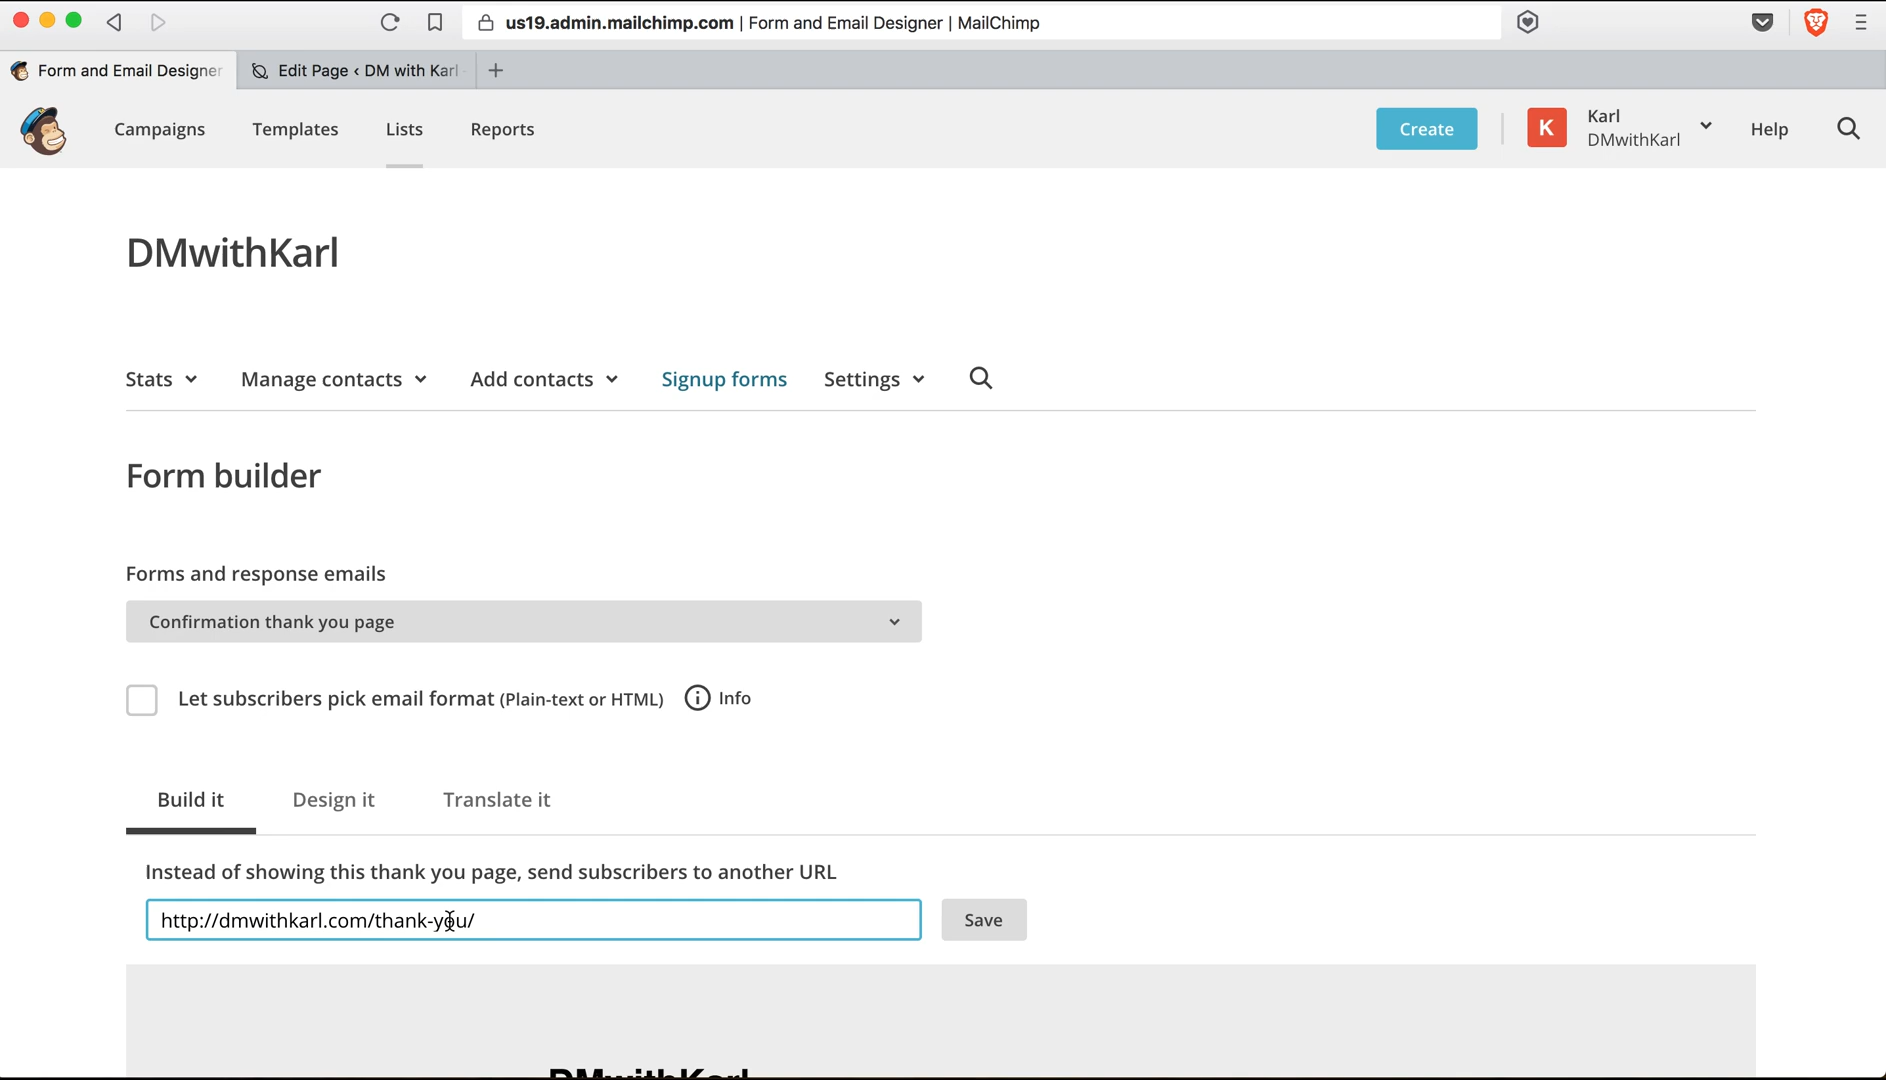 us19.admin.mailchimp.com | Form and Email Designer | MailChimp
Form and Email Designer
Edit Page ‹ DM with Karl
Campaigns
Templates
Lists
Reports
Create
K
Karl
DMwithKarl
Help
DMwithKarl
Stats
Manage contacts
Add contacts
Signup forms
Settings
Form builder
Forms and response emails
Confirmation thank you page
Let subscribers pick email format (Plain-text or HTML)
Info
Build it
Design it
Translate it
Instead of showing this thank you page, send subscribers to another URL
http://dmwithkarl.com/thank-you/
Save
DMwithKarl